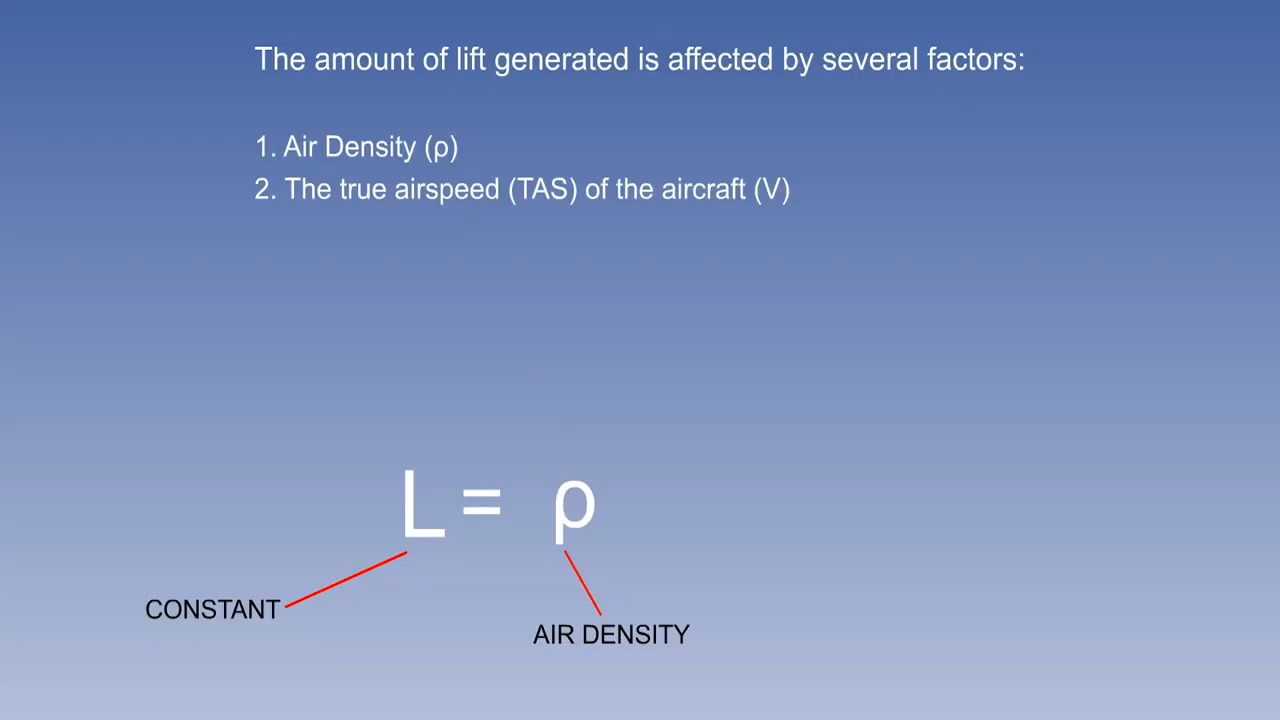 The amount of lift generated is affected by several factors:
1. Air Density (ρ)
2. The true airspeed (TAS) of the aircraft (V)
L = ρ
CONSTANT
AIR DENSITY